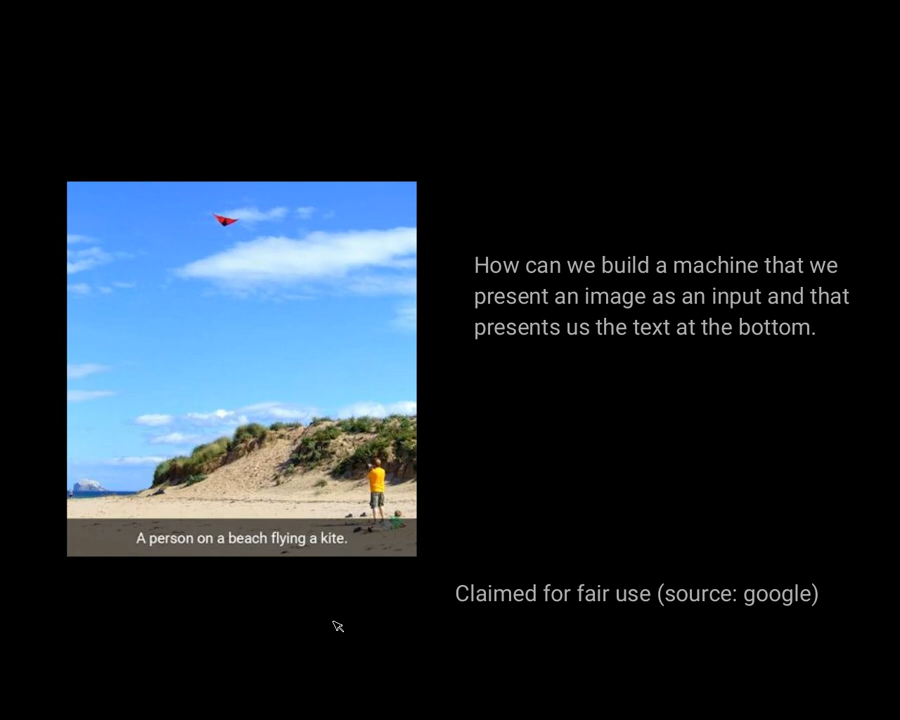 How can we build a machine that we
present an image as an input and that
presents us the text at the bottom.
A person on a beach flying a kite.
Claimed for fair use (source: google)